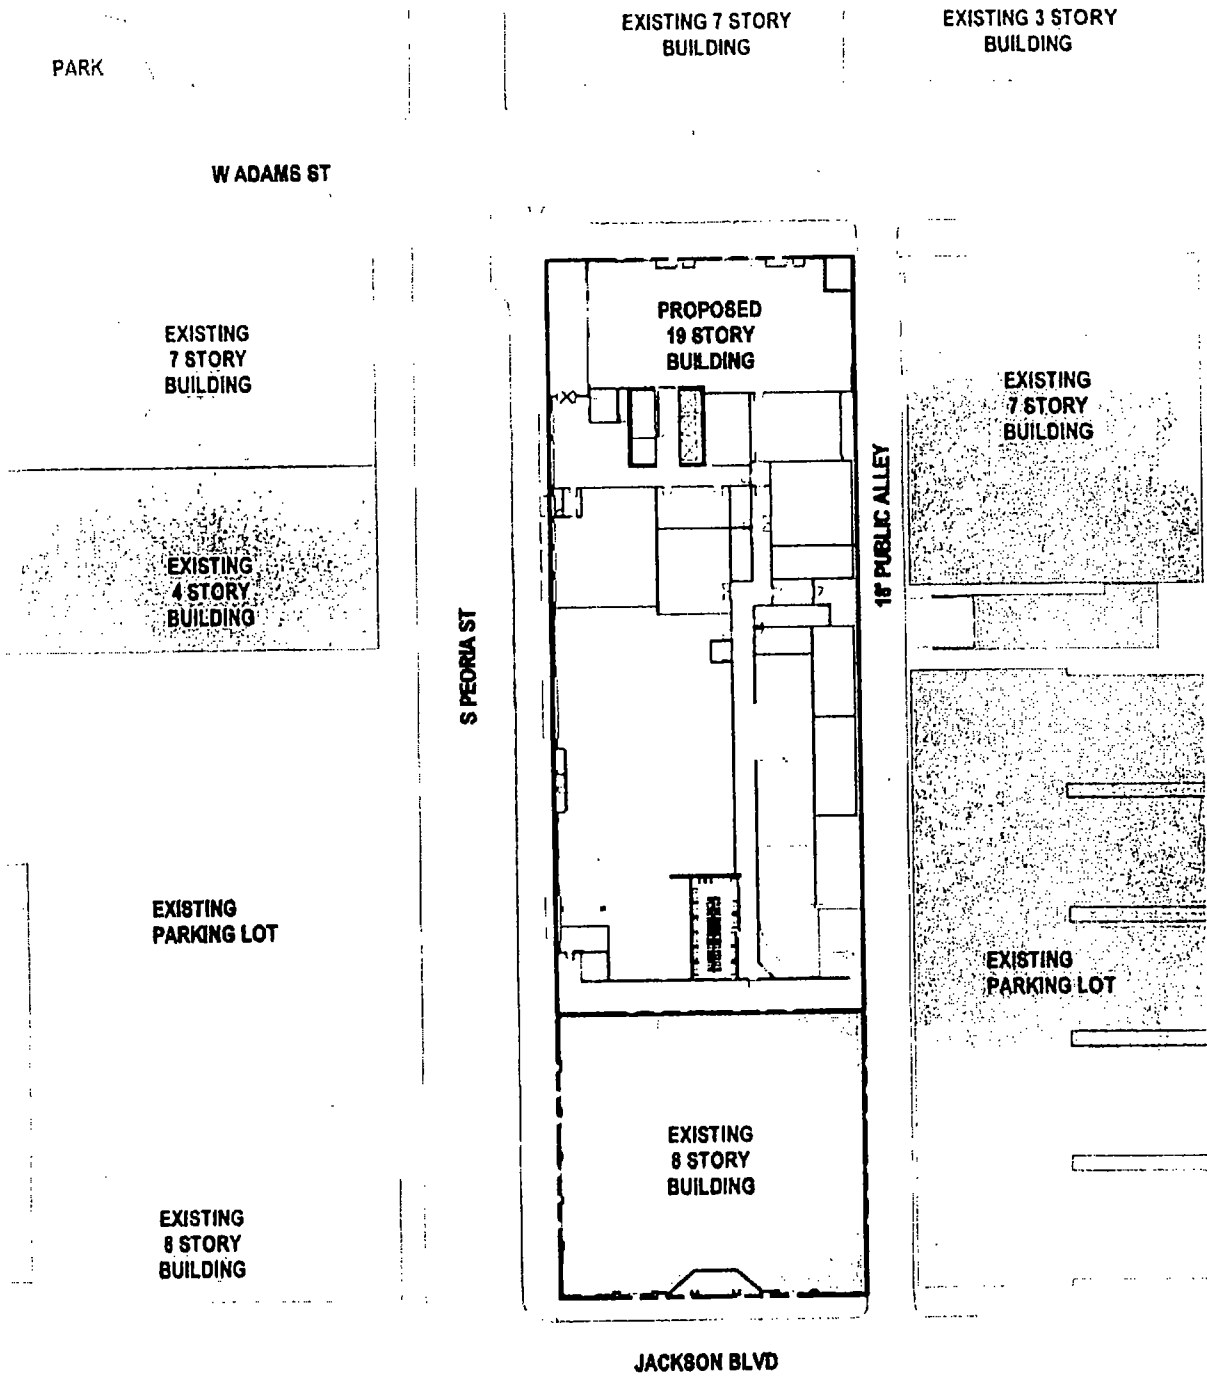 EXISTING 7 STORY
BUILDING
EXISTING 3 STORY
BUILDING
PARK
W ADAMS ST
PROPOSED
19 STORY
BUILDING
EXISTING
7 STORY
BUILDING
EXISTING
7 STORY
BUILDING
18' PUBLIC ALLEY
EXISTING
4 STORY
BUILDING
S PEORIA ST
EXISTING
PARKING LOT
EXISTING
PARKING LOT
EXISTING
8 STORY
BUILDING
EXISTING
8 STORY
BUILDING
JACKSON BLVD